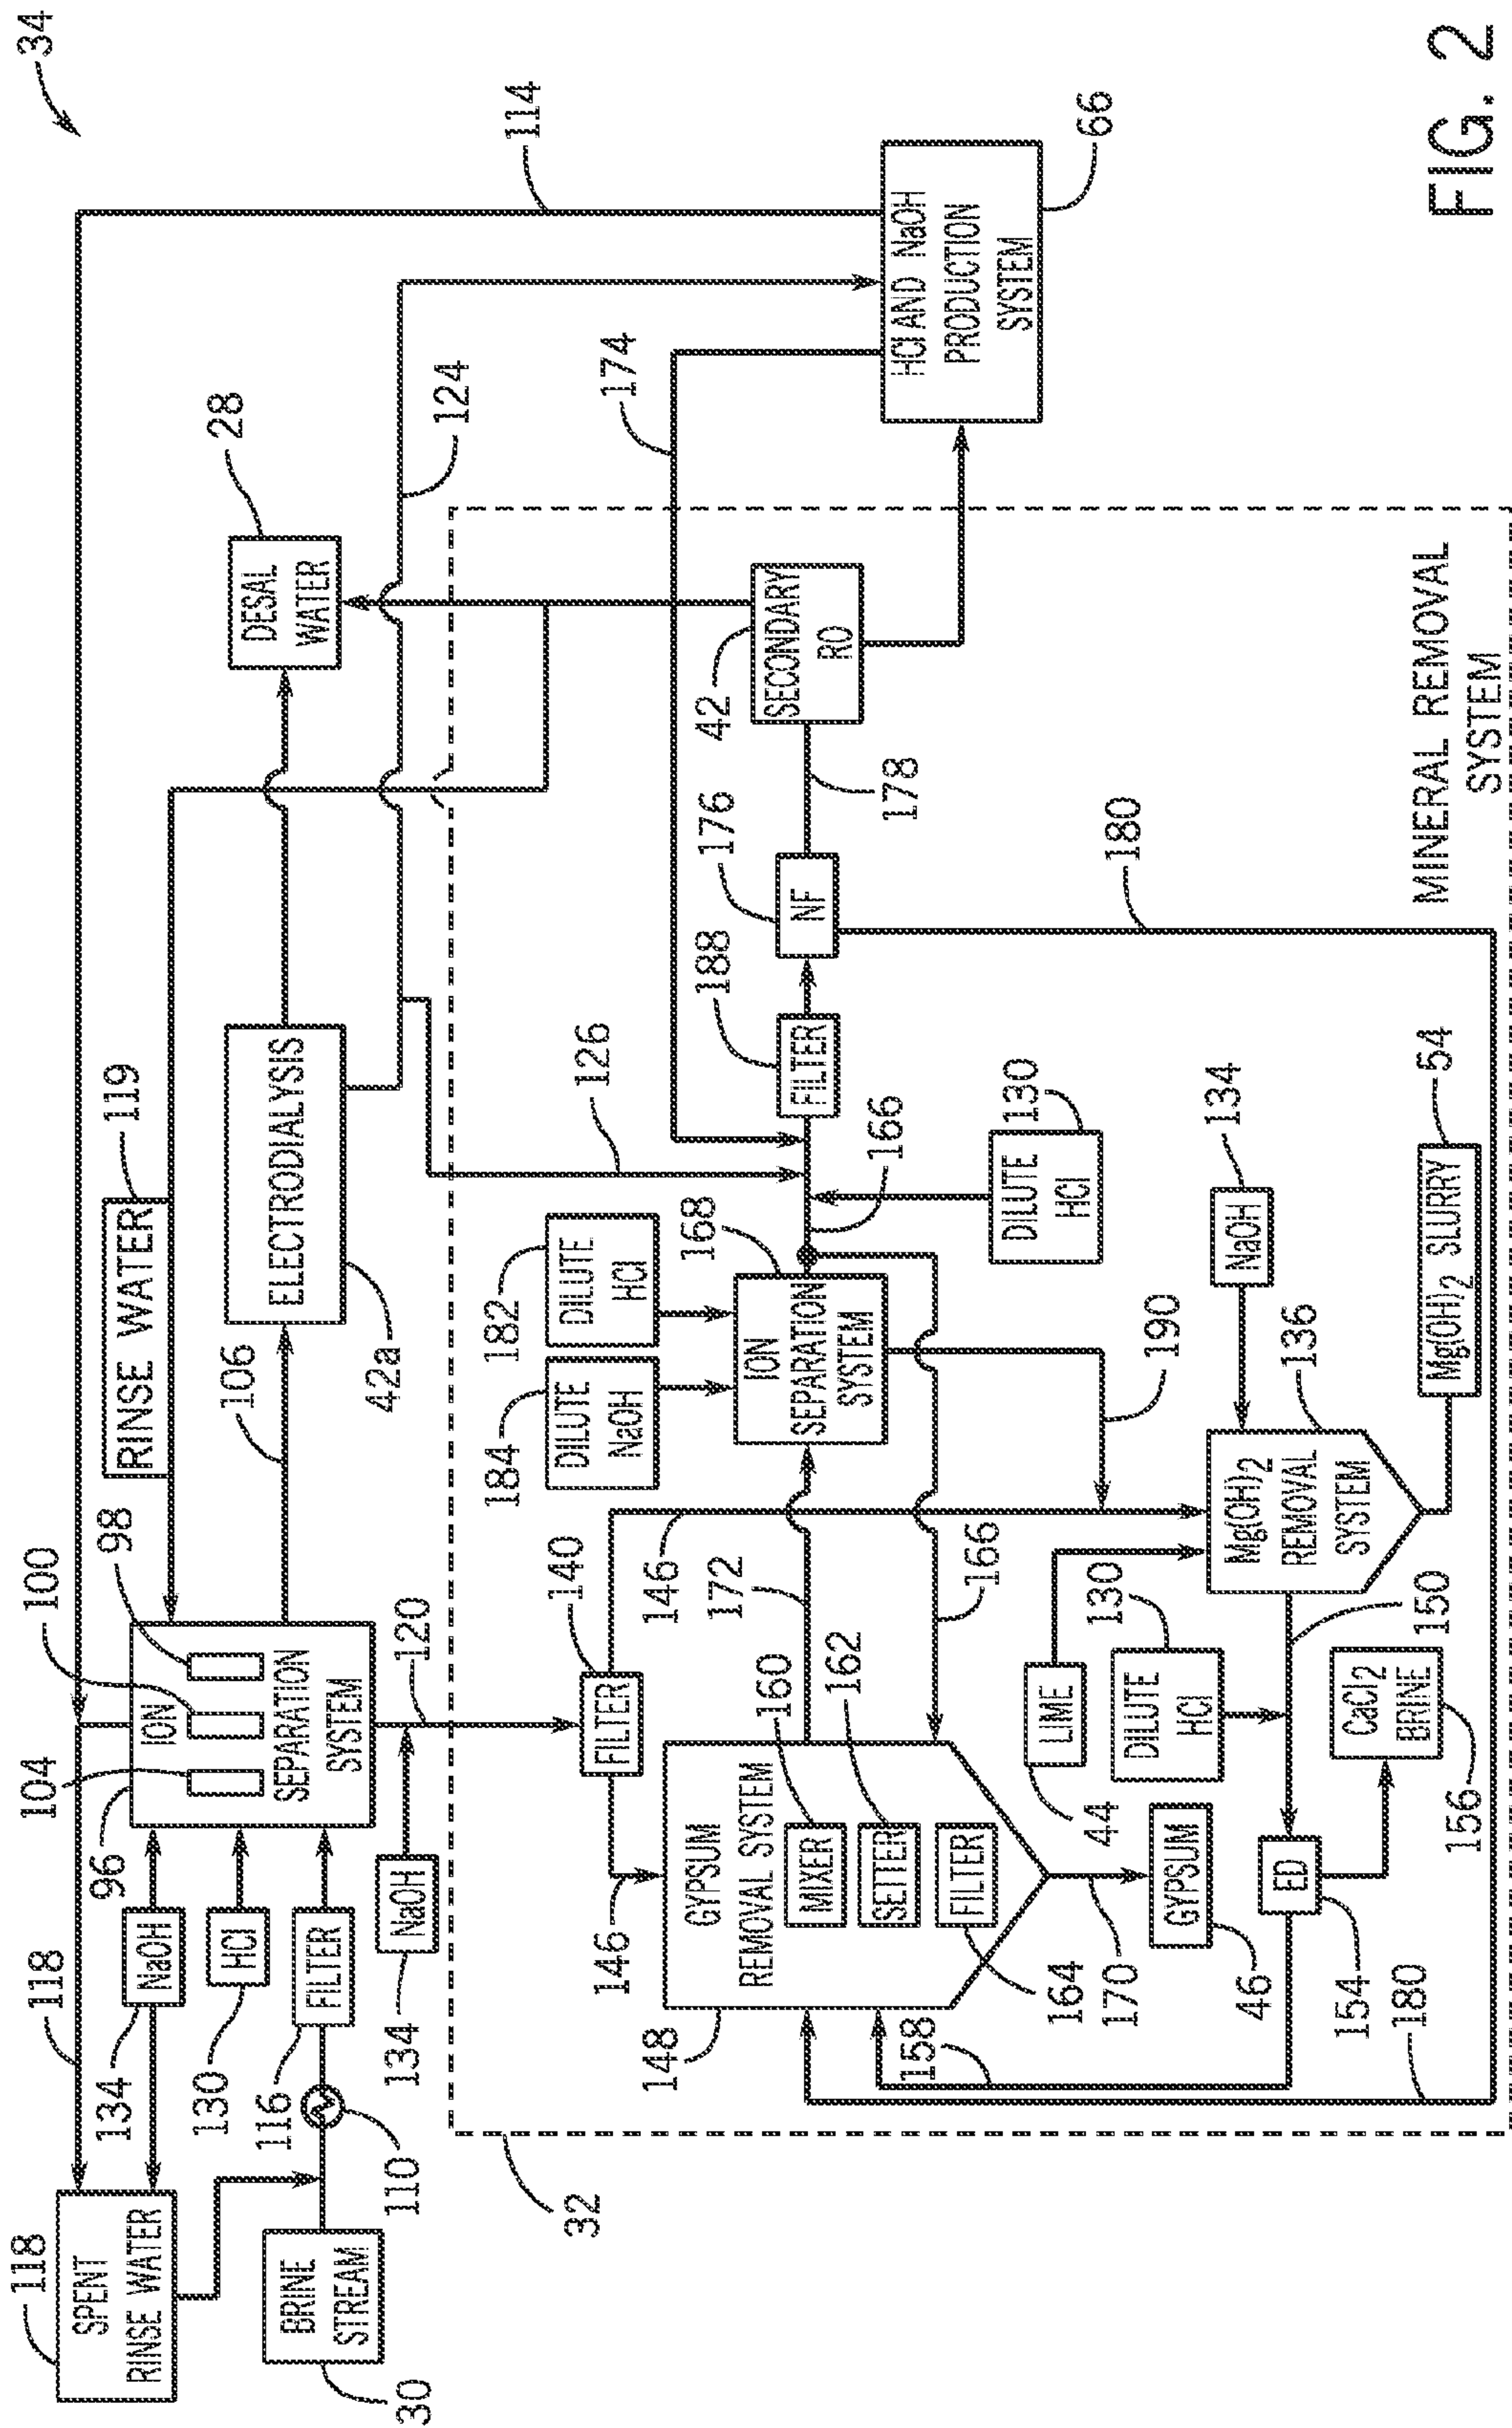 34
114
118
SPENT
RINSE WATER
118
134
NaOH
96
104
100
98
ION
SEPARATION
SYSTEM
RINSE WATER
119
130
HCl
106
ELECTRODIALYSIS
42a
DESAL
WATER
28
124
BRINE
STREAM
30
110
116
FILTER
134
NaOH
120
32
126
174
HCl AND NaOH
PRODUCTION
SYSTEM
66
140
FILTER
146
146
184
DILUTE
NaOH
182
DILUTE
HCl
168
ION
SEPARATION
SYSTEM
166
188
FILTER
176
NF
178
42
SECONDARY
RO
148
GYPSUM
REMOVAL SYSTEM
MIXER
160
SETTER
162
FILTER
164
172
166
190
DILUTE
HCl
130
158
170
GYPSUM
46
LIME
44
DILUTE
HCl
130
134
NaOH
Mg(OH)2
REMOVAL
SYSTEM
136
180
ED
154
CaCl2
BRINE
156
150
Mg(OH)2 SLURRY
54
180
MINERAL REMOVAL
SYSTEM
FIG. 2